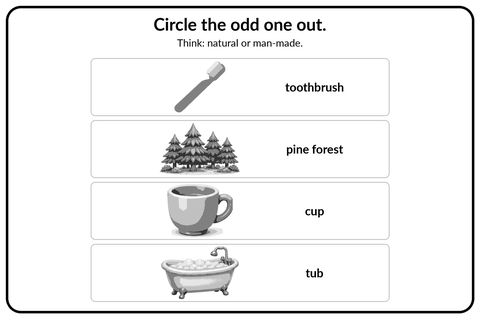 Circle the odd one out.
Think: natural or man-made.
toothbrush
pine forest
cup
tub